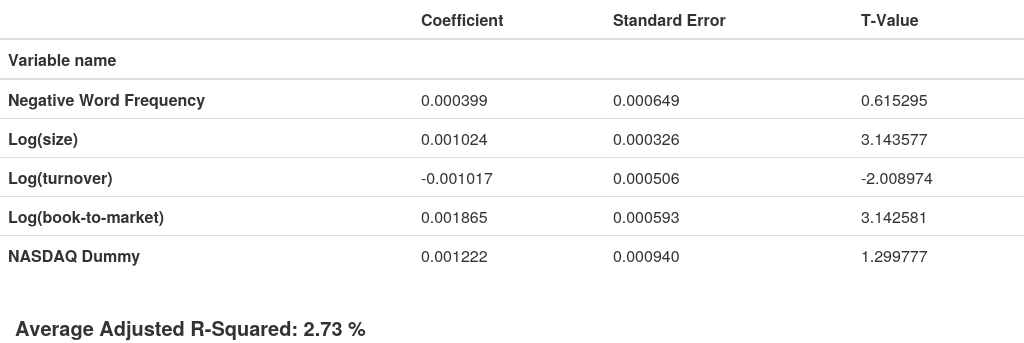 Coefficient Standard Error T-Value
Variable name
Negative Word Frequency 0.000399 0.000649 0.615295
Log(size) 0.001024 0.000326 3.143577
Log(turnover) -0.001017 0.000506 -2.008974
Log(book-to-market) 0.001865 0.000593 3.142581
NASDAQ Dummy 0.001222 0.000940 1.299777
Average Adjusted R-Squared: 2.73 %